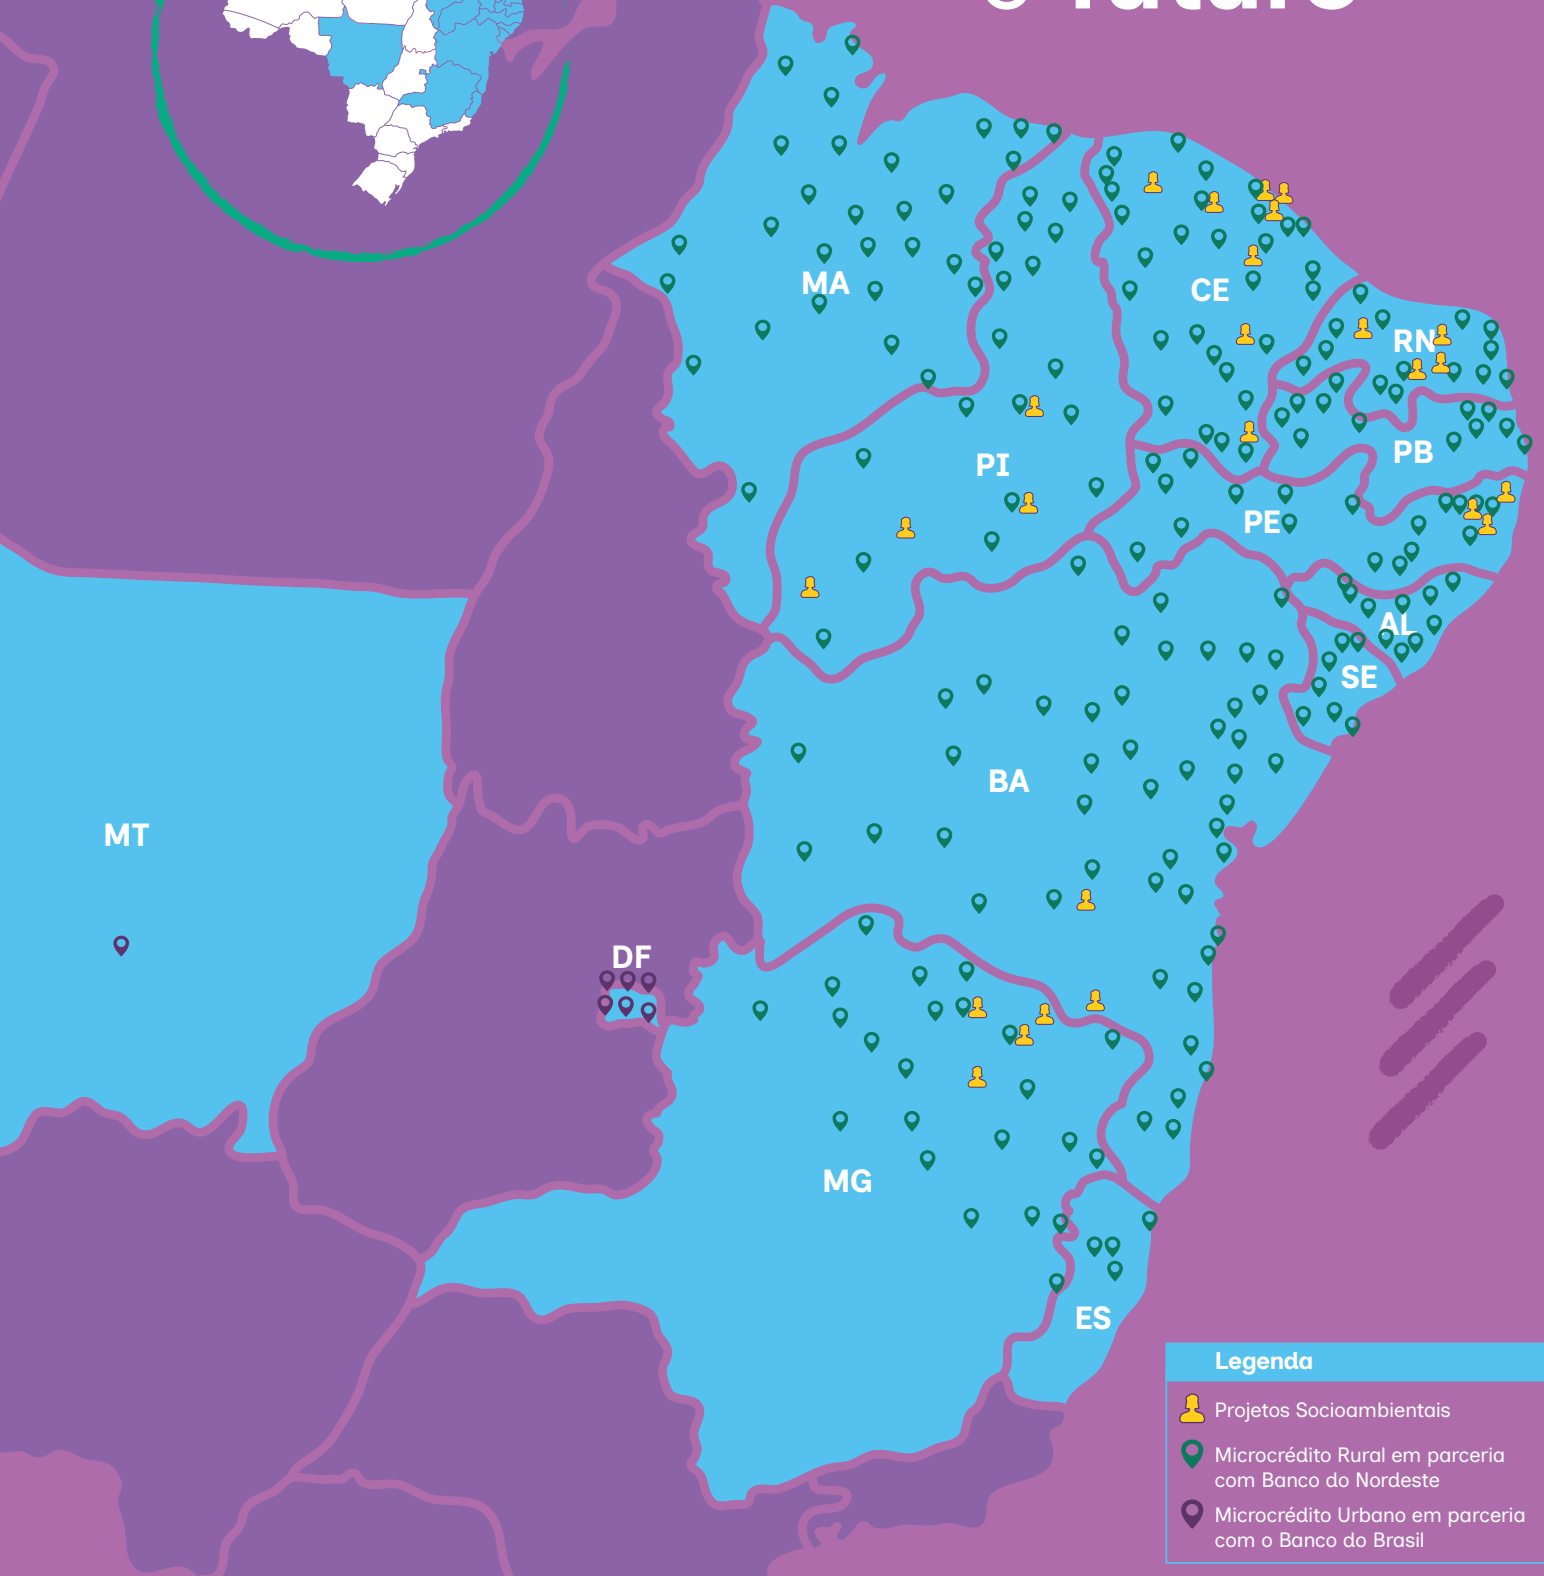 MA
CE
RN
PI
PB
PE
AL
SE
BA
MT
DF
MG
ES
Legenda
Projetos Socioambientais
Microcrédito Rural em parceria
com Banco do Nordeste
Microcrédito Urbano em parceria
com o Banco do Brasil